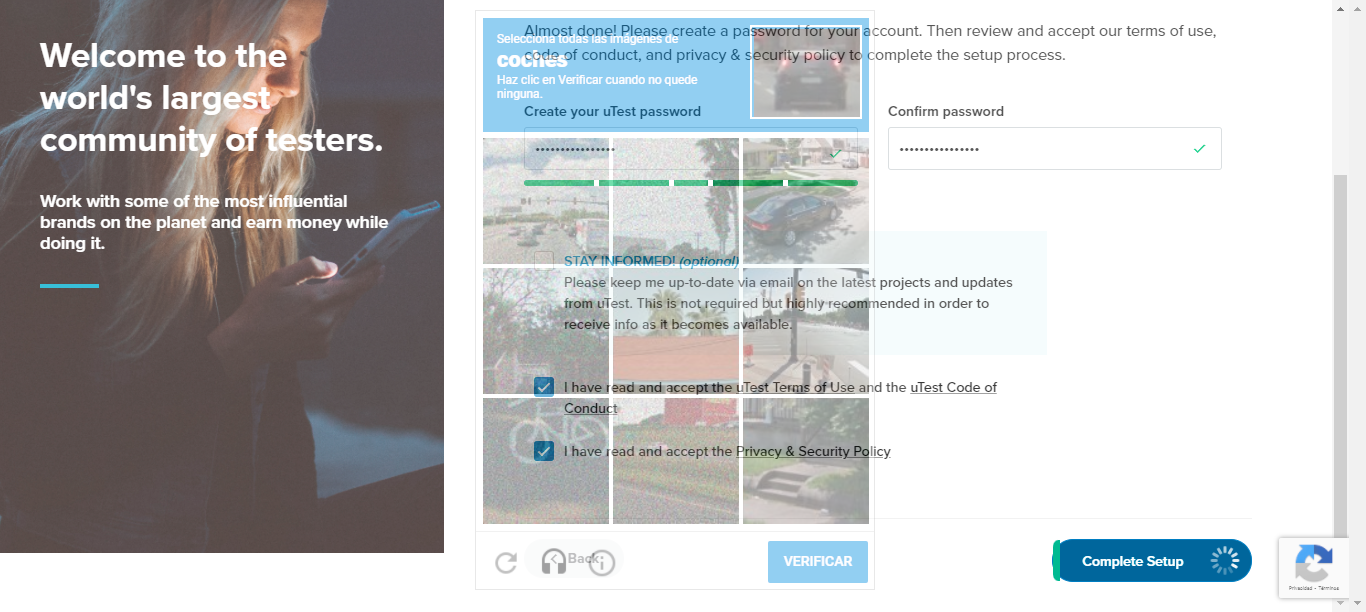 Welcome to the
world's largest
community of testers.
Work with some of the most influential
brands on the planet and earn money while
doing it.
Almost done! Please create a password for your account. Then review and accept our terms of use,
code of conduct, and privacy & security policy to complete the setup process.
Selecciona todas las imágenes de
coches
Haz clic en Verificar cuando no quede
ninguna.
Create your uTest password
Confirm password
STAY INFORMED! (optional)
Please keep me up-to-date via email on the latest projects and updates
from uTest. This is not required but highly recommended in order to
receive info as it becomes available.
I have read and accept the uTest Terms of Use and the uTest Code of
Conduct
I have read and accept the Privacy & Security Policy
Back
VERIFICAR
Complete Setup
Privacidad - Términos